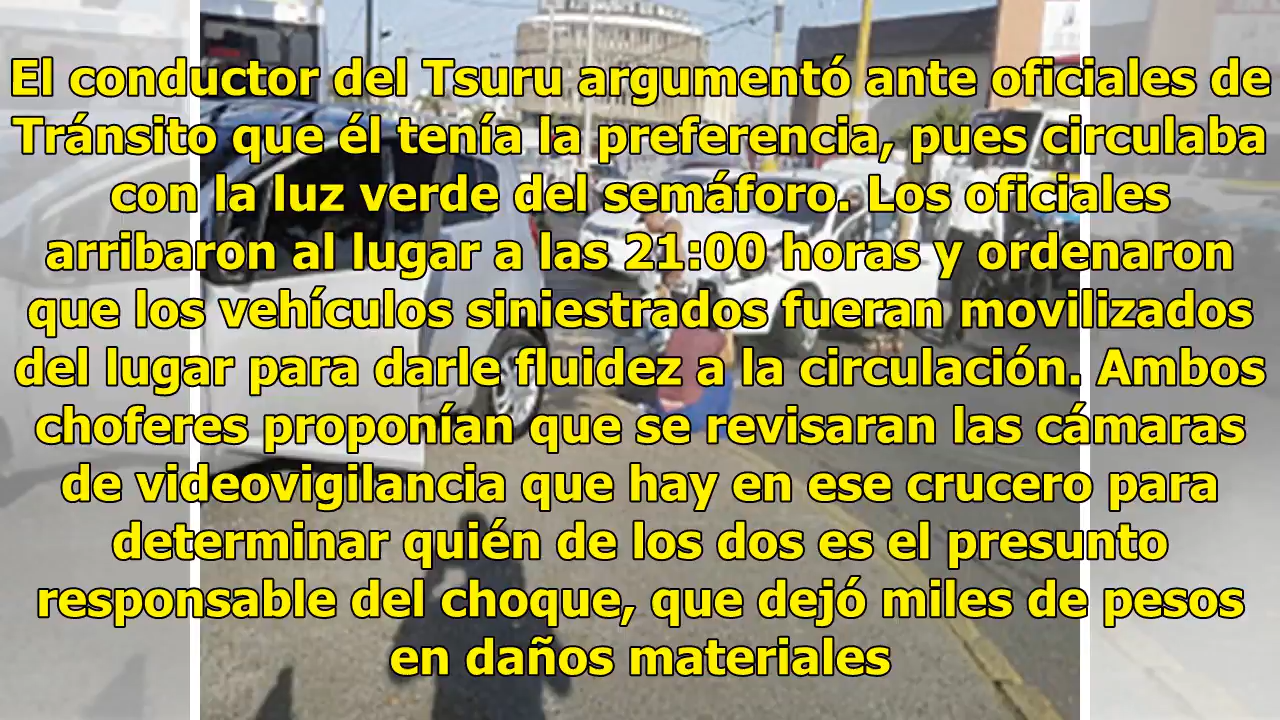 El conductor del Tsuru argumentó ante oficiales de
Tránsito que él tenía la preferencia, pues circulaba
con la luz verde del semáforo. Los oficiales
arribaron al lugar a las 21:00 horas y ordenaron
que los vehículos siniestrados fueran movilizados
del lugar para darle fluidez a la circulación. Ambos
choferes proponían que se revisaran las cámaras
de videovigilancia que hay en ese crucero para
determinar quién de los dos es el presunto
responsable del choque, que dejó miles de pesos
en daños materiales